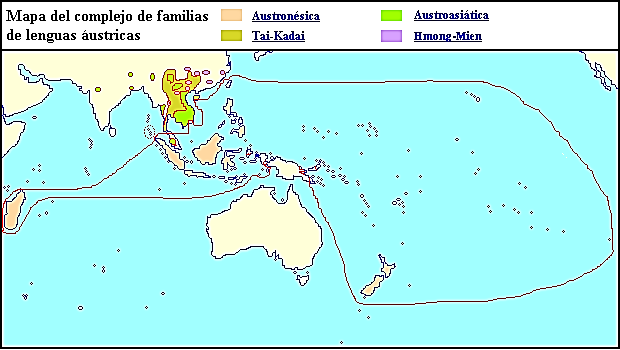 Mapa del complejo de familias
de lenguas áustricas
Austronésica
Tai-Kadai
Austroasiática
Hmong-Mien